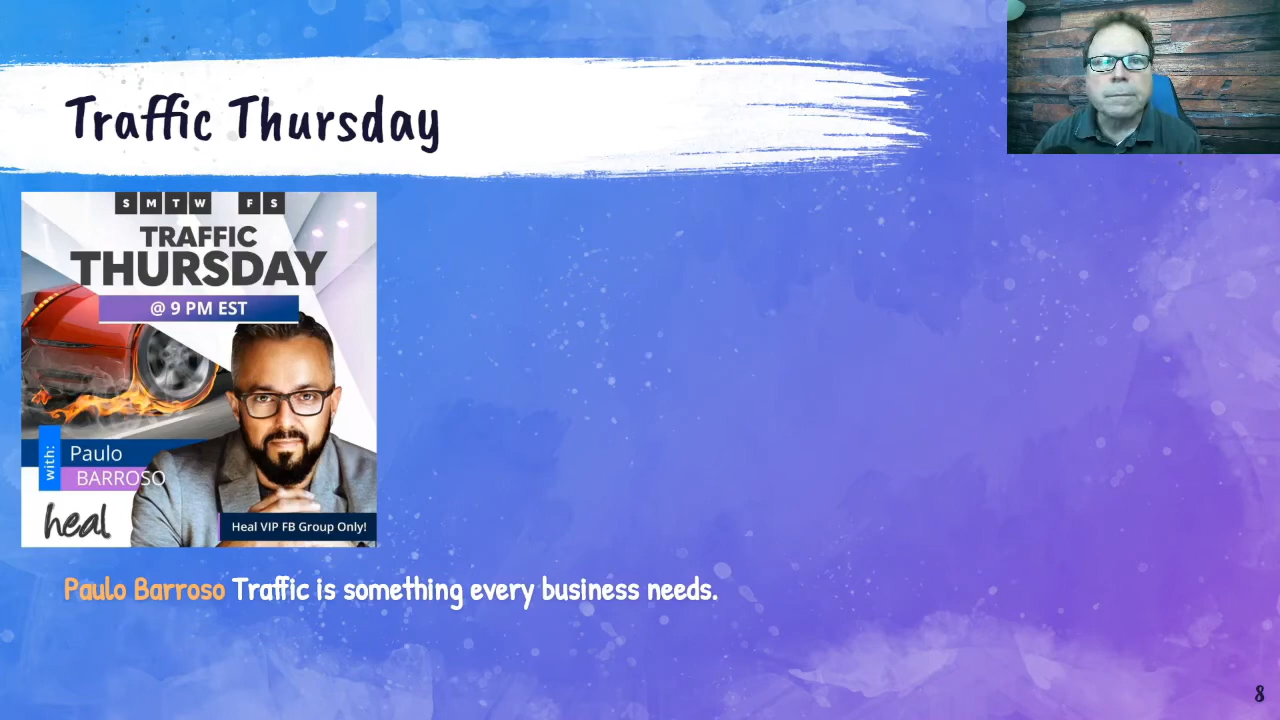 Traffic Thursday
S M T W F S
TRAFFIC
THURSDAY
@ 9 PM EST
with:
Paulo
BARROSO
heal
Heal VIP FB Group Only!
Paulo Barroso Traffic is something every business needs.
8